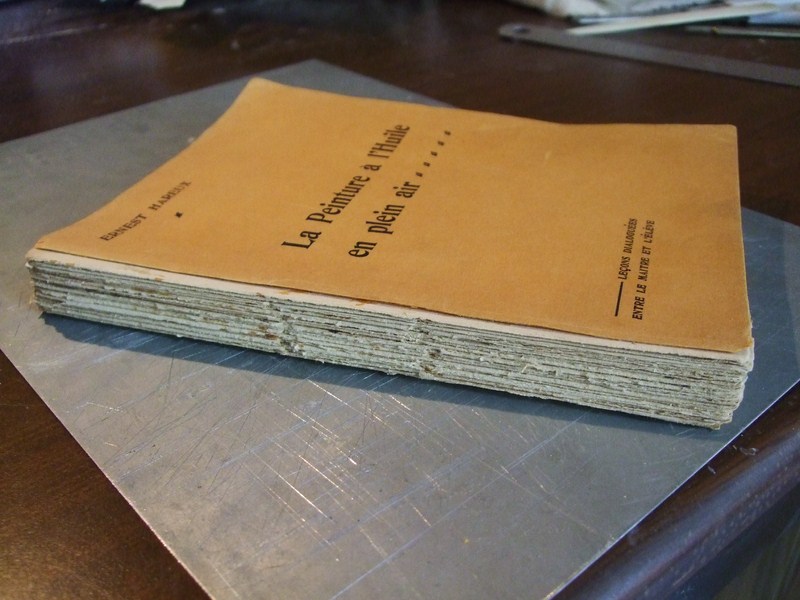 ERNEST HAREUX
La Peinture à l'Huile
en plein air . . . . .
LEÇONS DIALOGUÉES
ENTRE LE MAITRE ET L'ÉLÈVE